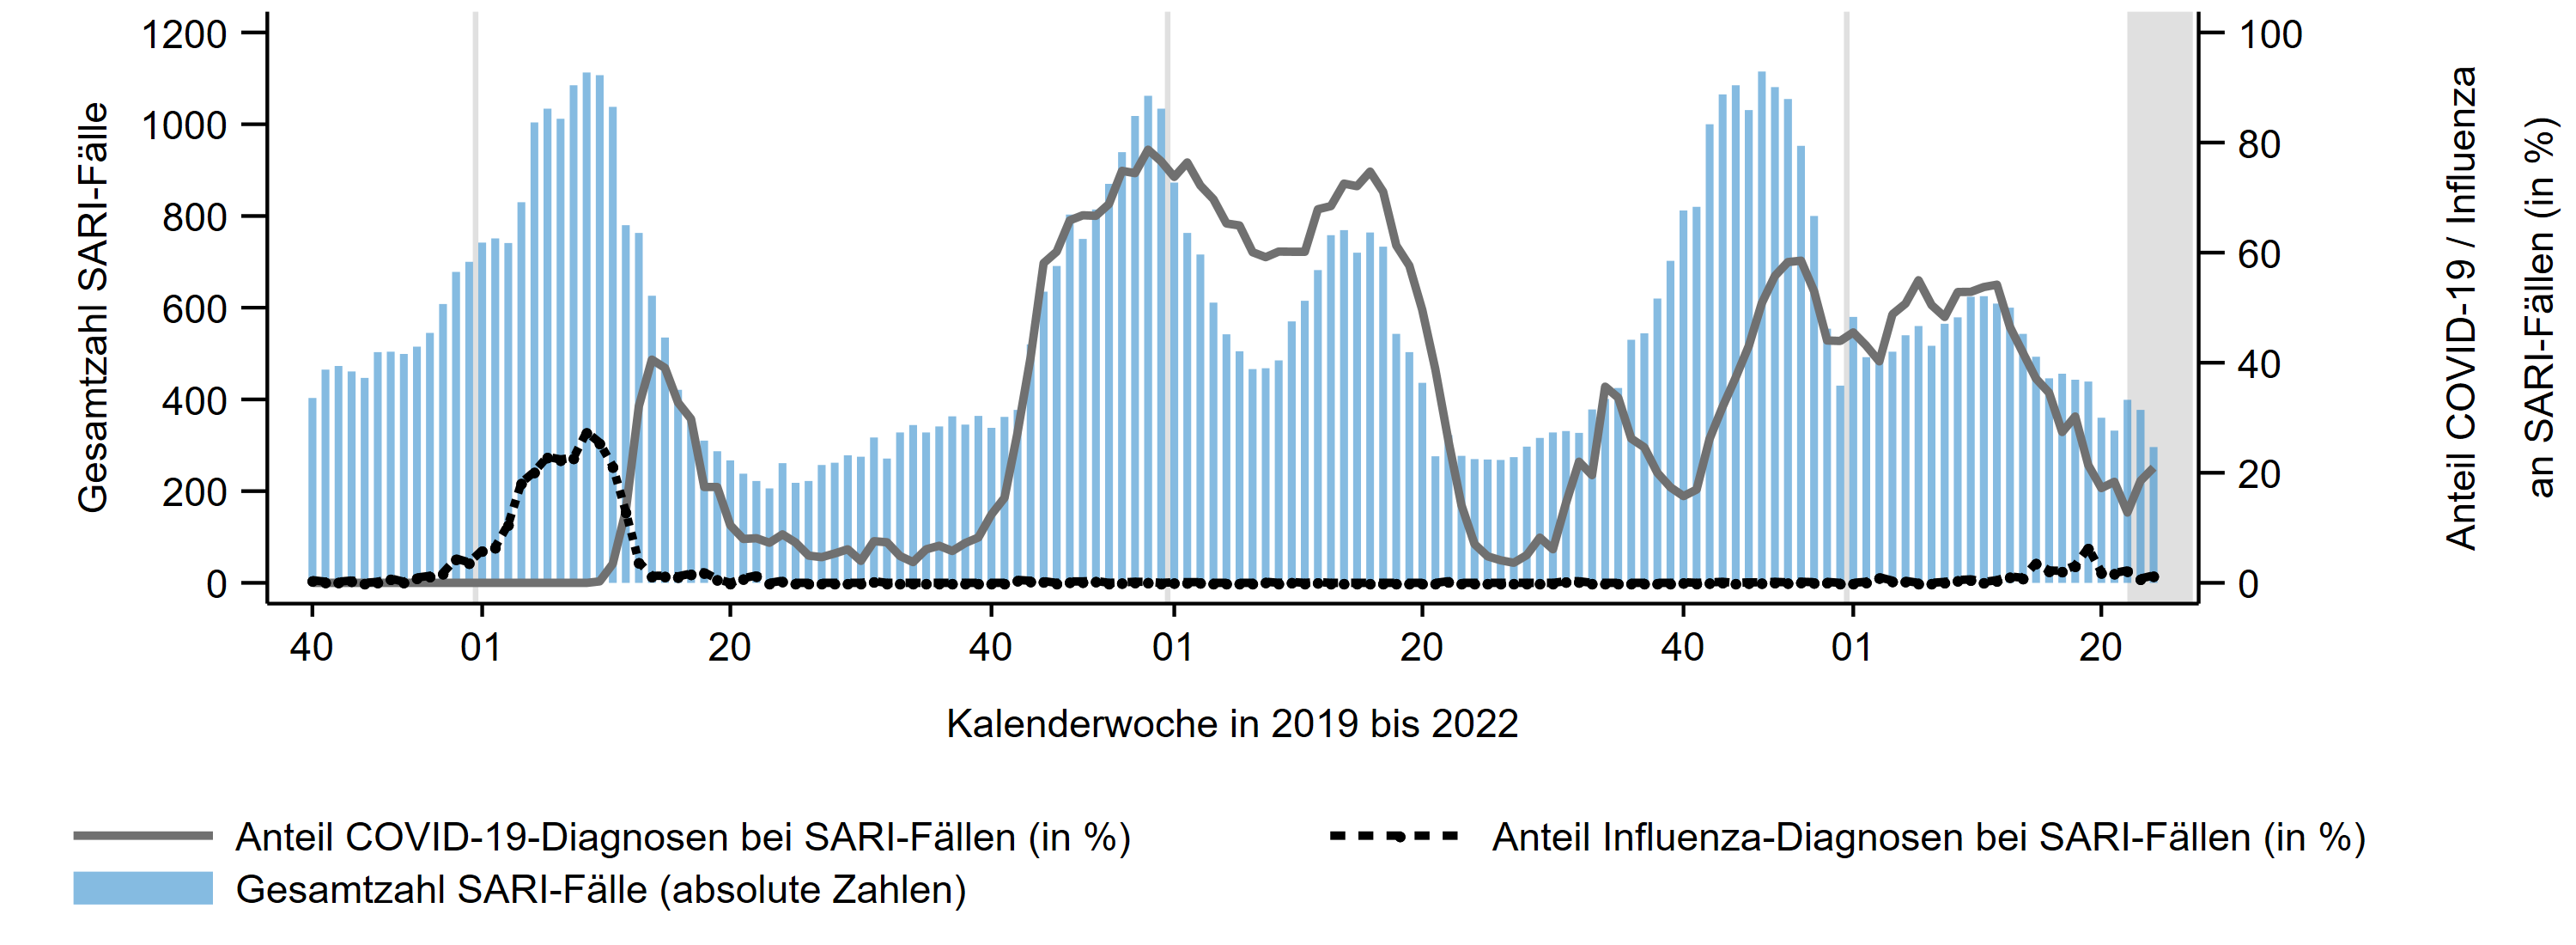 1200
1000
800
600
400
200
0
Gesamtzahl SARI-Fälle
100
80
60
40
20
0
Anteil COVID-19 / Influenza
an SARI-Fällen (in %)
40 01 20 40 01 20 40 01 20
Kalenderwoche in 2019 bis 2022
Anteil COVID-19-Diagnosen bei SARI-Fällen (in %) Anteil Influenza-Diagnosen bei SARI-Fällen (in %)
Gesamtzahl SARI-Fälle (absolute Zahlen)